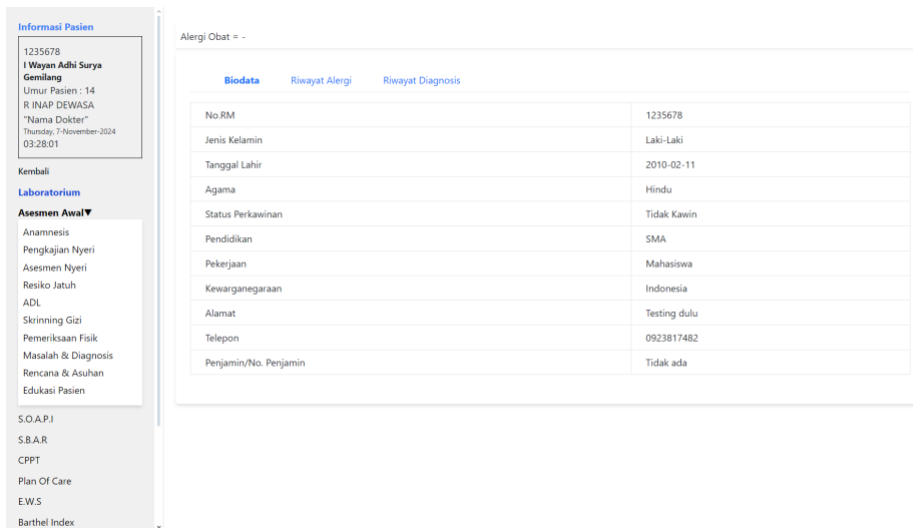 Informasi Pasien
1235678
I Wayan Adhi Surya
Gemilang
Umur Pasien : 14
R INAP DEWASA
"Nama Dokter"
Thursday, 7-November-2024
03:28:01
Kembali
Laboratorium
Asesmen Awal▼
Anamnesis
Pengkajian Nyeri
Asesmen Nyeri
Resiko Jatuh
ADL
Skrinning Gizi
Pemeriksaan Fisik
Masalah & Diagnosis
Rencana & Asuhan
Edukasi Pasien
S.O.A.P.I
S.B.A.R
CPPT
Plan Of Care
E.W.S
Barthel Index
Alergi Obat = -
Biodata Riwayat Alergi Riwayat Diagnosis
No.RM 1235678
Jenis Kelamin Laki-Laki
Tanggal Lahir 2010-02-11
Agama Hindu
Status Perkawinan Tidak Kawin
Pendidikan SMA
Pekerjaan Mahasiswa
Kewarganegaraan Indonesia
Alamat Testing dulu
Telepon 0923817482
Penjamin/No. Penjamin Tidak ada